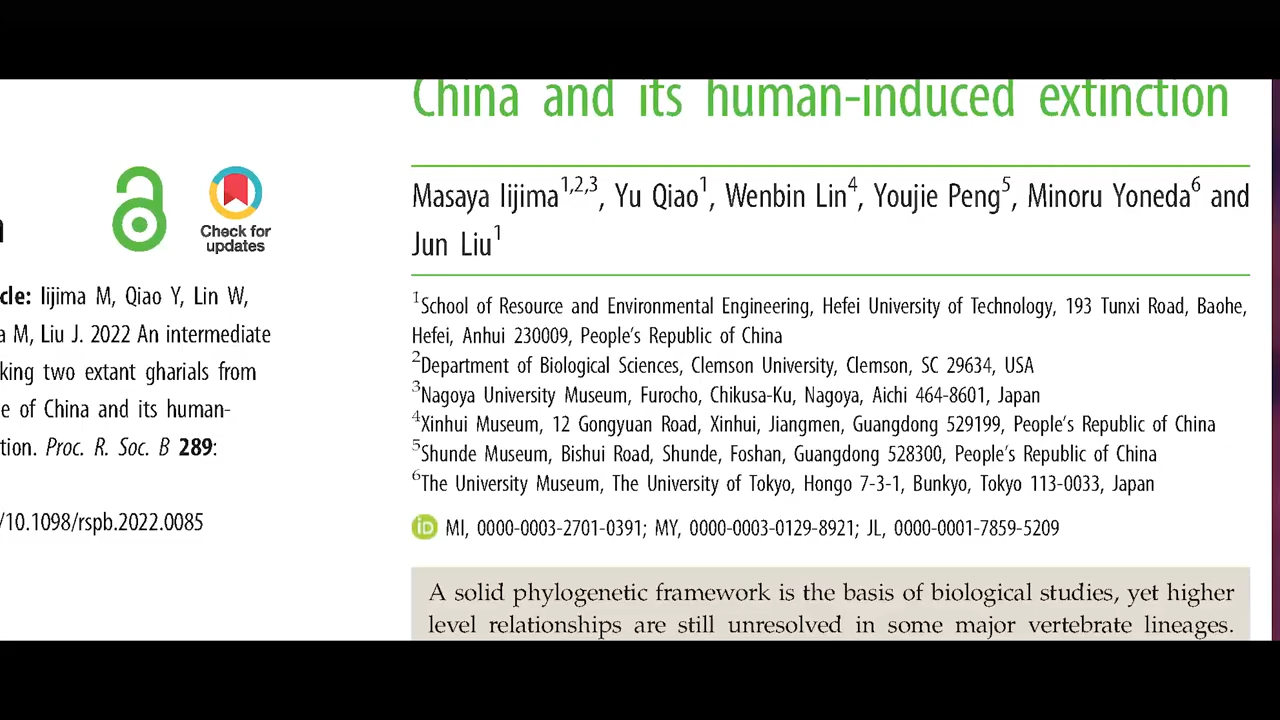 China and its human-induced extinction
Masaya Iijima1,2,3, Yu Qiao1, Wenbin Lin4, Youjie Peng5, Minoru Yoneda6 and
Jun Liu1
Check for
updates
cle: Iijima M, Qiao Y, Lin W,
a M, Liu J. 2022 An intermediate
king two extant gharials from
e of China and its human-
tion. Proc. R. Soc. B 289:
/10.1098/rspb.2022.0085
1School of Resource and Environmental Engineering, Hefei University of Technology, 193 Tunxi Road, Baohe,
Hefei, Anhui 230009, People's Republic of China
2Department of Biological Sciences, Clemson University, Clemson, SC 29634, USA
3Nagoya University Museum, Furocho, Chikusa-Ku, Nagoya, Aichi 464-8601, Japan
4Xinhui Museum, 12 Gongyuan Road, Xinhui, Jiangmen, Guangdong 529199, People's Republic of China
5Shunde Museum, Bishui Road, Shunde, Foshan, Guangdong 528300, People's Republic of China
6The University Museum, The University of Tokyo, Hongo 7-3-1, Bunkyo, Tokyo 113-0033, Japan
iD MI, 0000-0003-2701-0391; MY, 0000-0003-0129-8921; JL, 0000-0001-7859-5209
A solid phylogenetic framework is the basis of biological studies, yet higher
level relationships are still unresolved in some major vertebrate lineages.